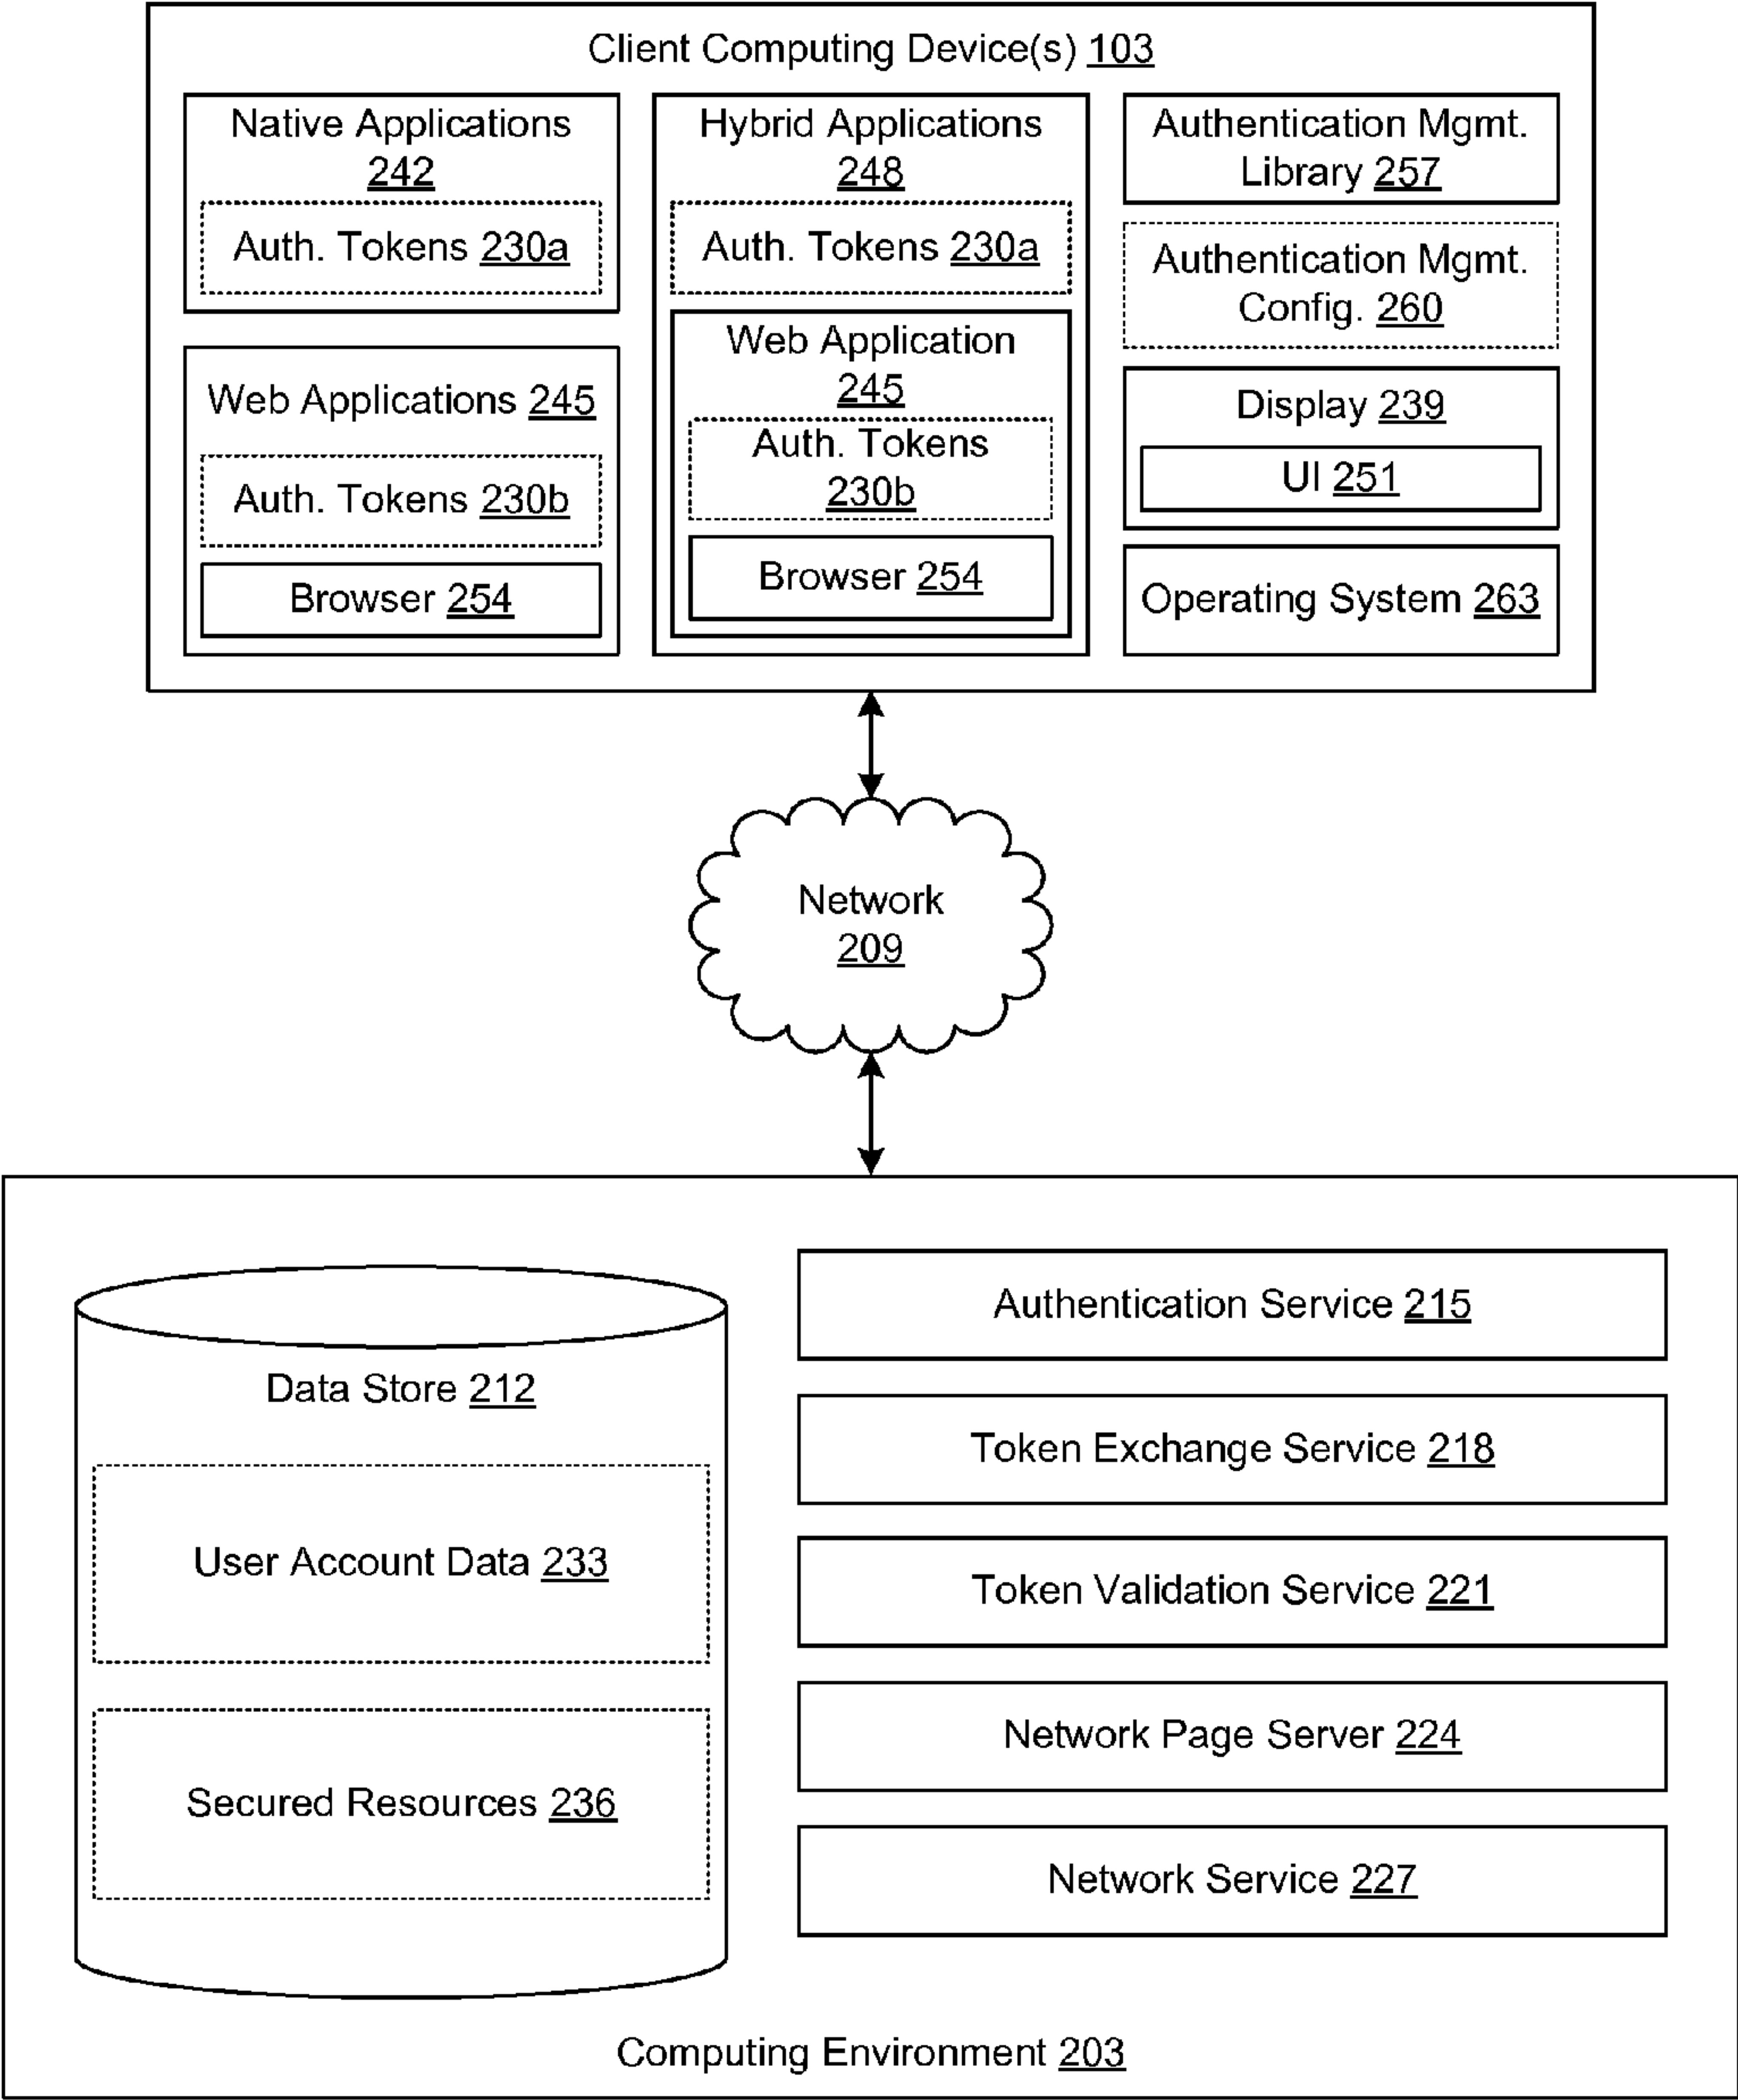 Client Computing Device(s) 103
Native Applications
242
Auth. Tokens 230a
Web Applications 245
Auth. Tokens 230b
Browser 254
Hybrid Applications
248
Auth. Tokens 230a
Web Application
245
Auth. Tokens
230b
Browser 254
Authentication Mgmt.
Library 257
Authentication Mgmt.
Config. 260
Display 239
UI 251
Operating System 263
Network
209
Data Store 212
User Account Data 233
Secured Resources 236
Authentication Service 215
Token Exchange Service 218
Token Validation Service 221
Network Page Server 224
Network Service 227
Computing Environment 203